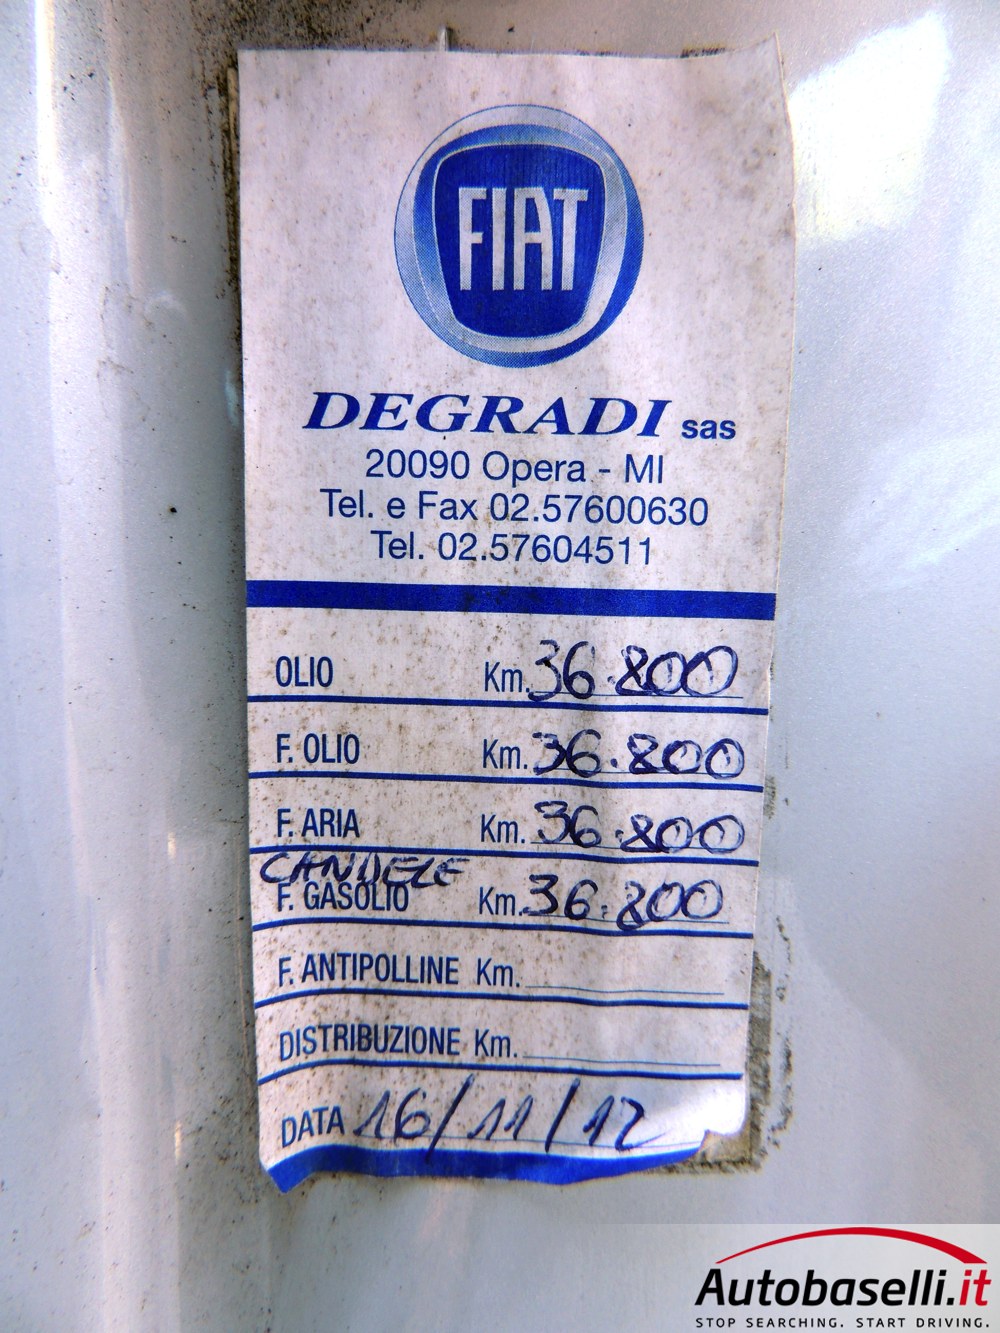 FIAT
DEGRADI sas
20090 Opera - MI
Tel. e Fax 02.57600630
Tel. 02.57604511
OLIO Km. 36.800
F. OLIO Km. 36.800
F. ARIA Km. 36.800
CANDELE
F. GASOLIO Km. 36.800
F. ANTIPOLLINE Km.
DISTRIBUZIONE Km.
DATA 16/11/12
Autobaselli.it
STOP SEARCHING. START DRIVING.